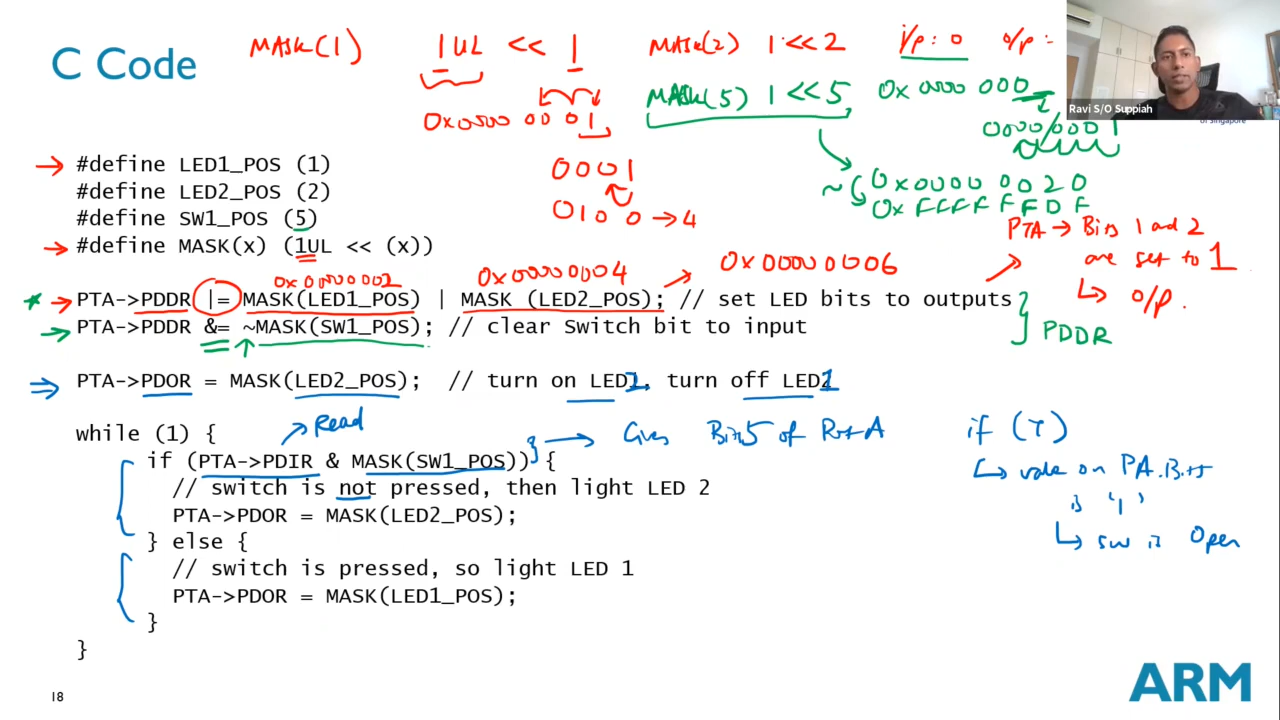 C Code
MASK(1) 1UL << 1
MASK(2) 1<<2
i/p : 0 o/p :
MASK(5) 1 << 5
0x0000 000
Ravi S/O Suppiah
of Singapore
0x0000 0001
0000/0001
0001
0100 → 4
~ 0x0000 0020
0x FFFF FFDF
#define LED1_POS (1)
#define LED2_POS (2)
#define SW1_POS (5)
#define MASK(x) (1UL << (x))
PTA → Bits 1 and 2
are set to 1
↳ o/p.
0x00000002 0x00000004 → 0x00000006
PTA->PDDR |= MASK(LED1_POS) | MASK (LED2_POS); // set LED bits to outputs
PTA->PDDR &= ~MASK(SW1_POS); // clear Switch bit to input
PDDR
PTA->PDOR = MASK(LED2_POS); // turn on LED2, turn off LED1
Read
while (1) {
if (PTA->PDIR & MASK(SW1_POS)) {
→ Gives Bit 5 of Port A
// switch is not pressed, then light LED 2
PTA->PDOR = MASK(LED2_POS);
} else {
// switch is pressed, so light LED 1
PTA->PDOR = MASK(LED1_POS);
}
}
if (T)
↳ value on PA.Bit5
is '1'
↳ sw is Open
18
ARM